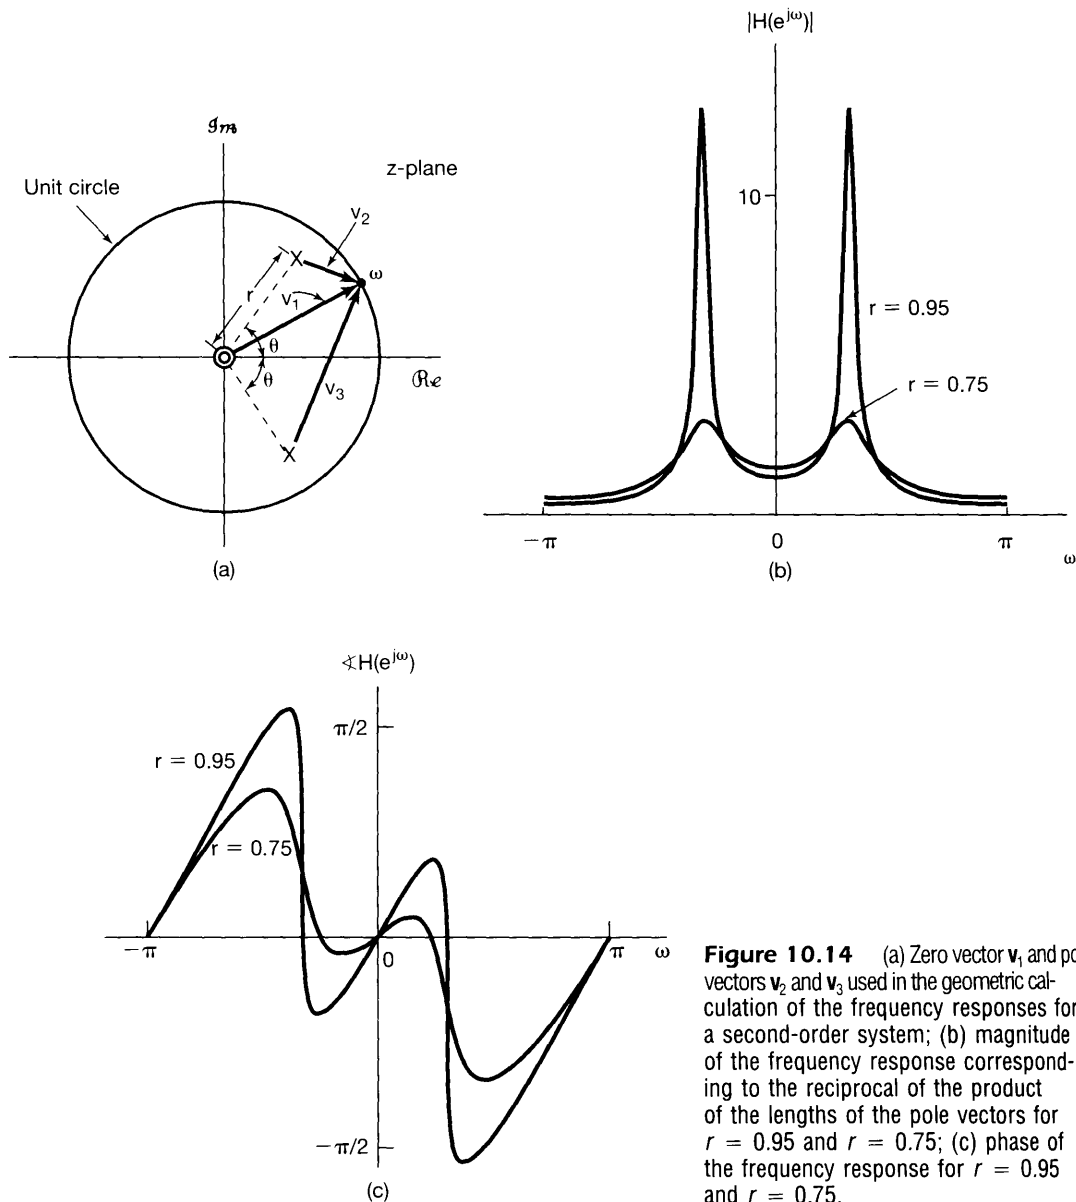 |H(e^jω)|
𝓘m
z-plane
Unit circle
v₂
10
ω
r
v₁
r = 0.95
θ
θ
ℛe
r = 0.75
v₃
−π
0
π
ω
(a)
(b)
∢H(e^jω)
π/2
r = 0.95
r = 0.75
−π
0
π
ω
−π/2
(c)
Figure 10.14 (a) Zero vector v₁ and po
vectors v₂ and v₃ used in the geometric cal-
culation of the frequency responses for
a second-order system; (b) magnitude
of the frequency response correspond-
ing to the reciprocal of the product
of the lengths of the pole vectors for
r = 0.95 and r = 0.75; (c) phase of
the frequency response for r = 0.95
and r = 0.75.